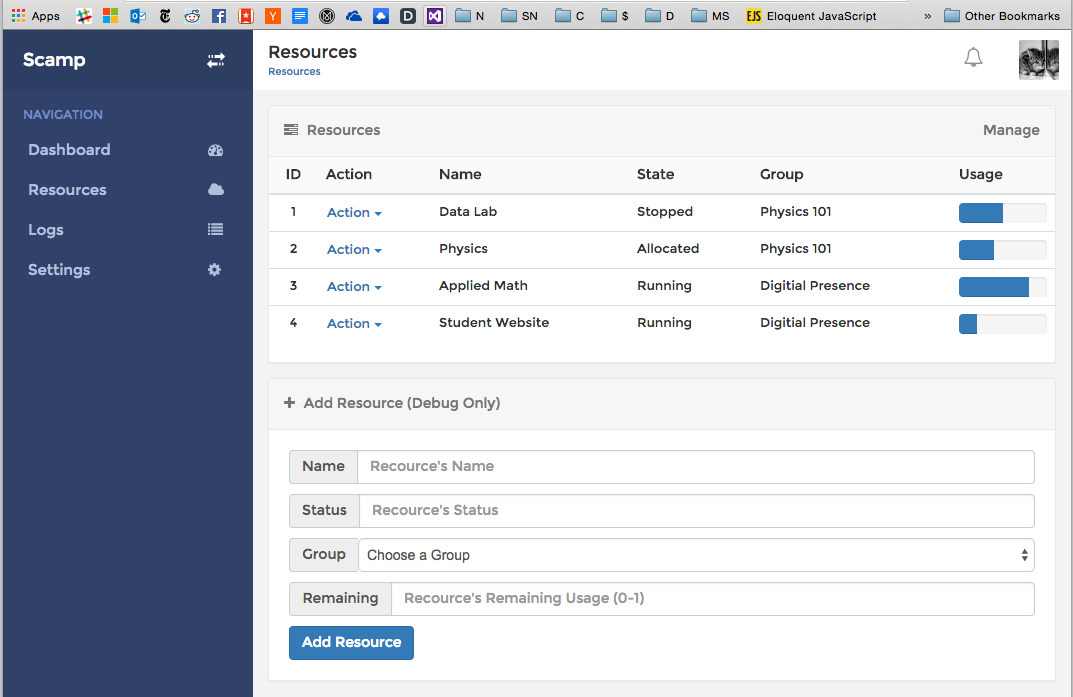 Apps N SN C $ D MS EJS Eloquent JavaScript » Other Bookmarks
Scamp
Resources
Resources
NAVIGATION
Dashboard
Resources
Logs
Settings
Resources Manage
ID Action Name State Group Usage
1 Action Data Lab Stopped Physics 101
2 Action Physics Allocated Physics 101
3 Action Applied Math Running Digitial Presence
4 Action Student Website Running Digitial Presence
+ Add Resource (Debug Only)
Name Recource's Name
Status Recource's Status
Group Choose a Group
Remaining Recource's Remaining Usage (0-1)
Add Resource